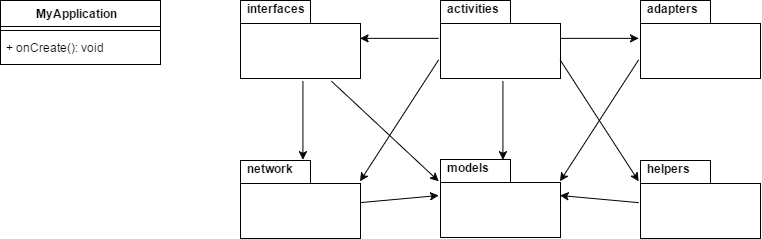 MyApplication
+ onCreate(): void
interfaces
activities
adapters
network
models
helpers